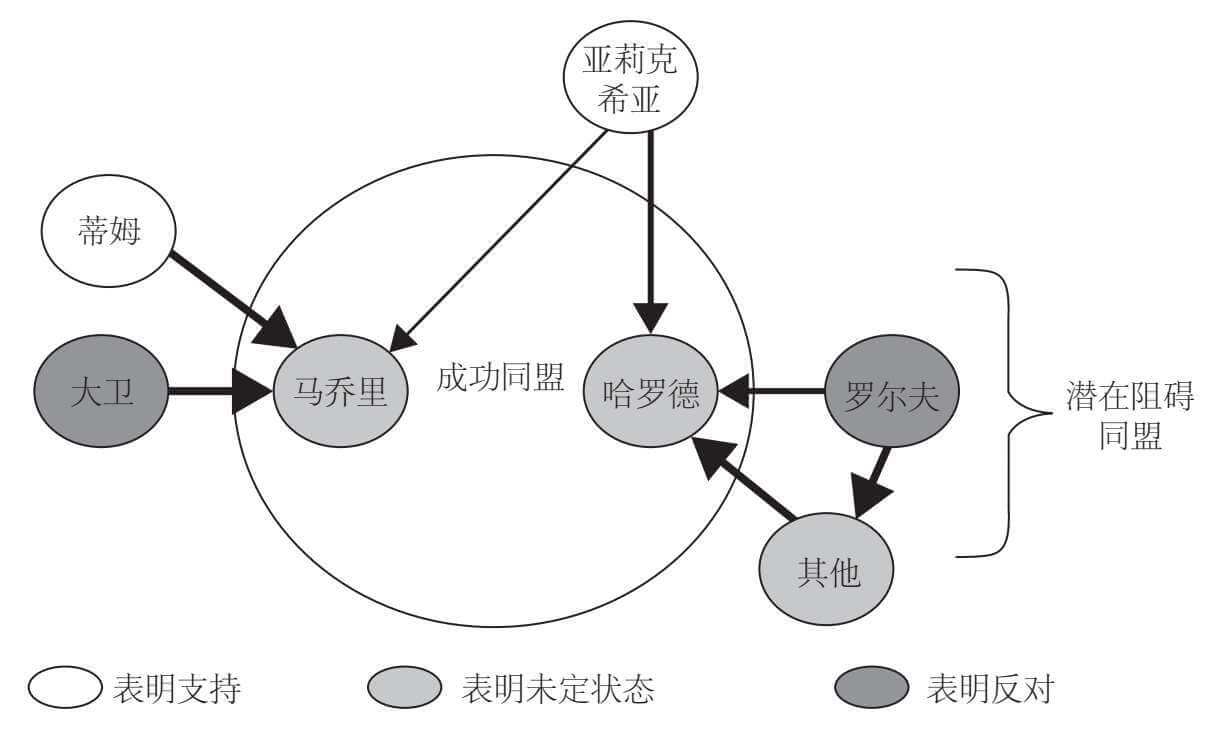 亚莉克
希亚
蒂姆
大卫
马乔里
成功同盟
哈罗德
罗尔夫
潜在阻碍
同盟
其他
表明支持
表明未定状态
表明反对